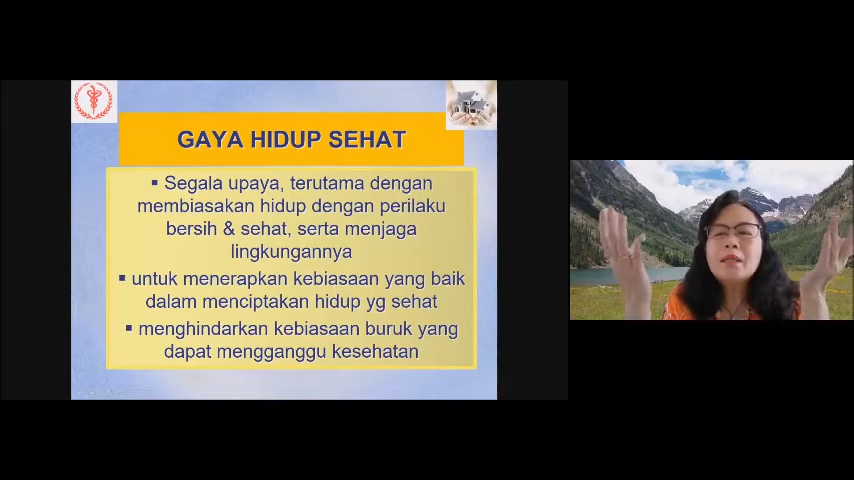 GAYA HIDUP SEHAT
▪ Segala upaya, terutama dengan
membiasakan hidup dengan perilaku
bersih & sehat, serta menjaga
lingkungannya
▪ untuk menerapkan kebiasaan yang baik
dalam menciptakan hidup yg sehat
▪ menghindarkan kebiasaan buruk yang
dapat mengganggu kesehatan